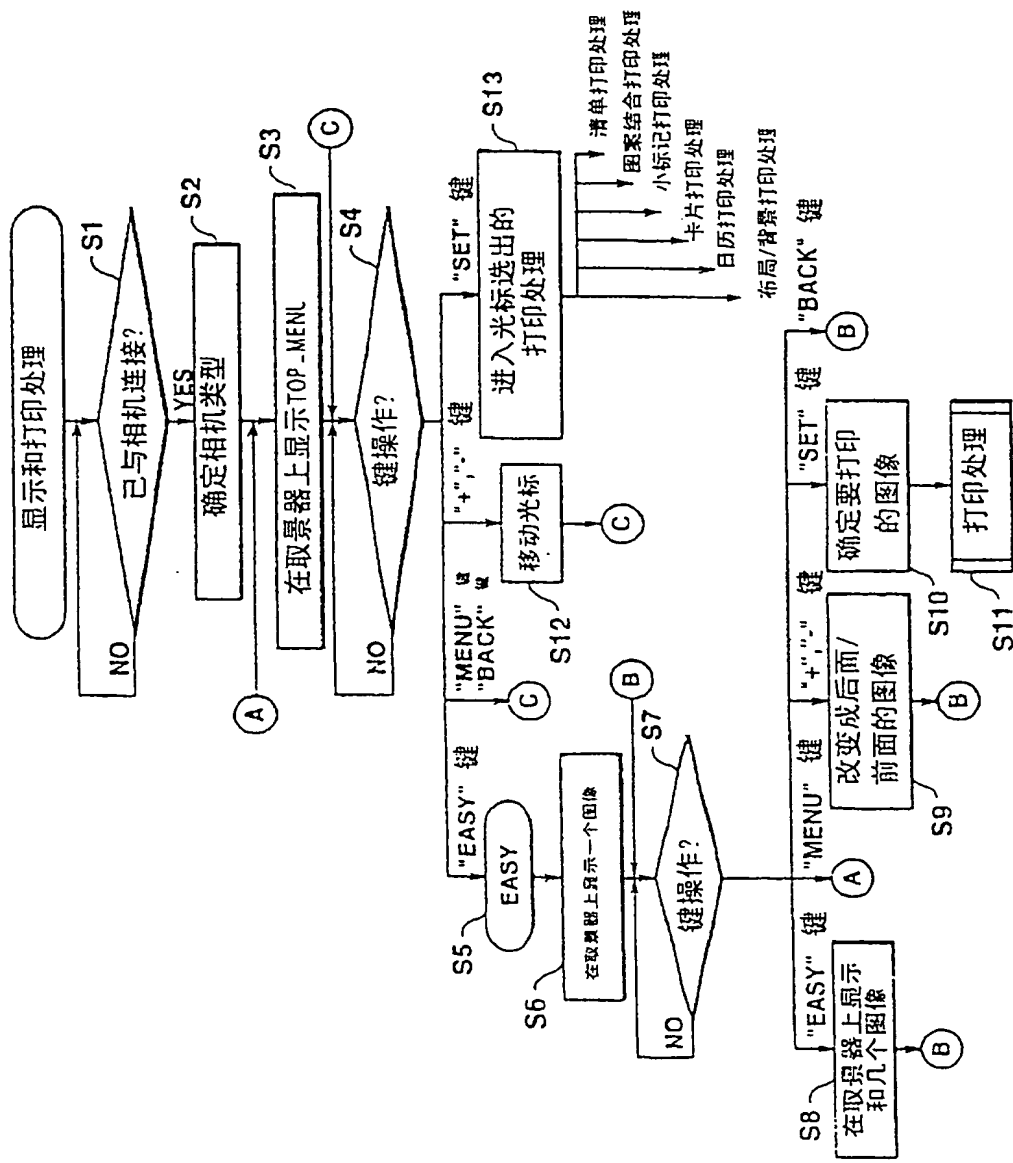 显示和打印处理
已与相机连接?
S1
NO
YES
确定相机类型
S2
A
在取景器上显示TOP_MENU
S3
C
键操作?
S4
NO
"EASY" 键
"MENU"
"BACK" 键
"+","-" 键
"SET" 键
C
移动光标
S12
C
进入光标选出的
打印处理
S13
清单打印处理
图案结合打印处理
小标记打印处理
卡片打印处理
日历打印处理
布局/背景打印处理
S5
EASY
S6
在取景器上显示一个图像
B
键操作?
S7
NO
"EASY" 键
"MENU" 键
"+","-" 键
"SET" 键
"BACK" 键
S8
在取景器上显示
和几个图像
B
A
改变成后面/
前面的图像
S9
B
确定要打印
的图像
S10
打印处理
S11
B